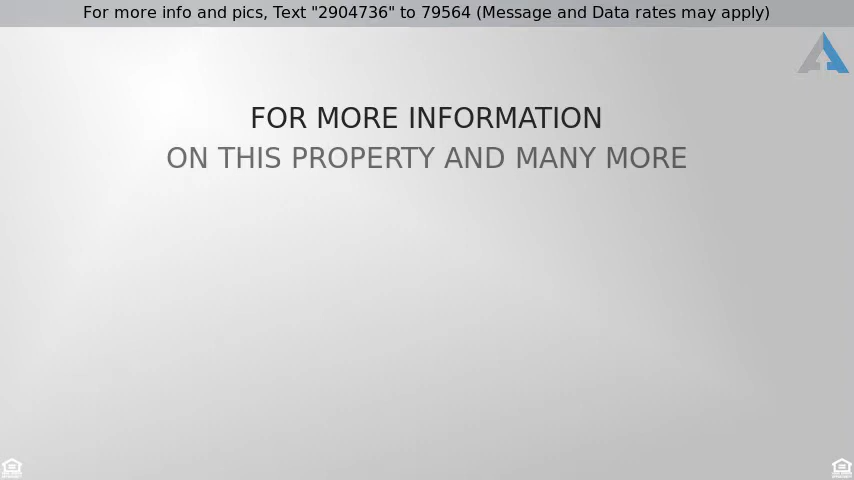 For more info and pics, Text "2904736" to 79564 (Message and Data rates may apply)
FOR MORE INFORMATION
ON THIS PROPERTY AND MANY MORE